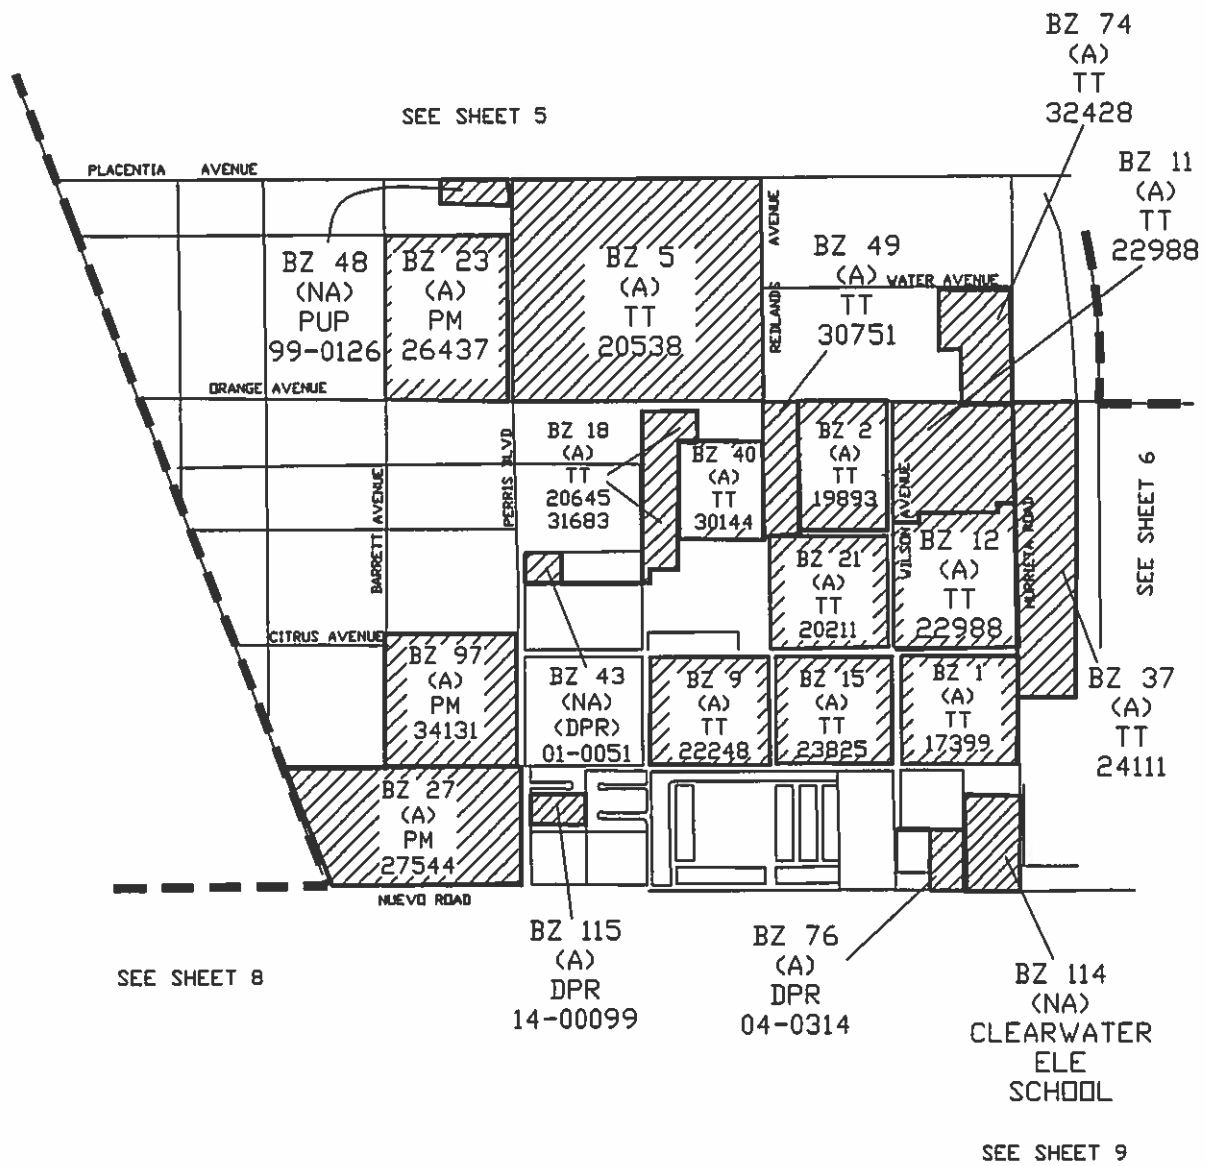 BZ 74
(A)
TT
32428
SEE SHEET 5
BZ 11
(A)
TT
22988
PLACENTIA AVENUE
BZ 48
(NA)
PUP
99-0126
BZ 23
(A)
PM
26437
BZ 5
(A)
TT
20538
REDLANDS AVENUE
BZ 49
(A)
TT
30751
WATER AVENUE
ORANGE AVENUE
BARRETT AVENUE
PERRIS BLVD
BZ 18
(A)
TT
20645
31683
BZ 40
(A)
TT
30144
BZ 2
(A)
TT
19893
WILSON AVENUE
BZ 12
(A)
TT
22988
MURRIETA ROAD
SEE SHEET 6
BZ 21
(A)
TT
20211
CITRUS AVENUE
BZ 97
(A)
PM
34131
BZ 43
(NA)
(DPR)
01-0051
BZ 9
(A)
TT
22248
BZ 15
(A)
TT
23825
BZ 1
(A)
TT
17399
BZ 37
(A)
TT
24111
BZ 27
(A)
PM
27544
NUEVO ROAD
BZ 115
(A)
DPR
14-00099
BZ 76
(A)
DPR
04-0314
BZ 114
(NA)
CLEARWATER
ELE
SCHOOL
SEE SHEET 8
SEE SHEET 9